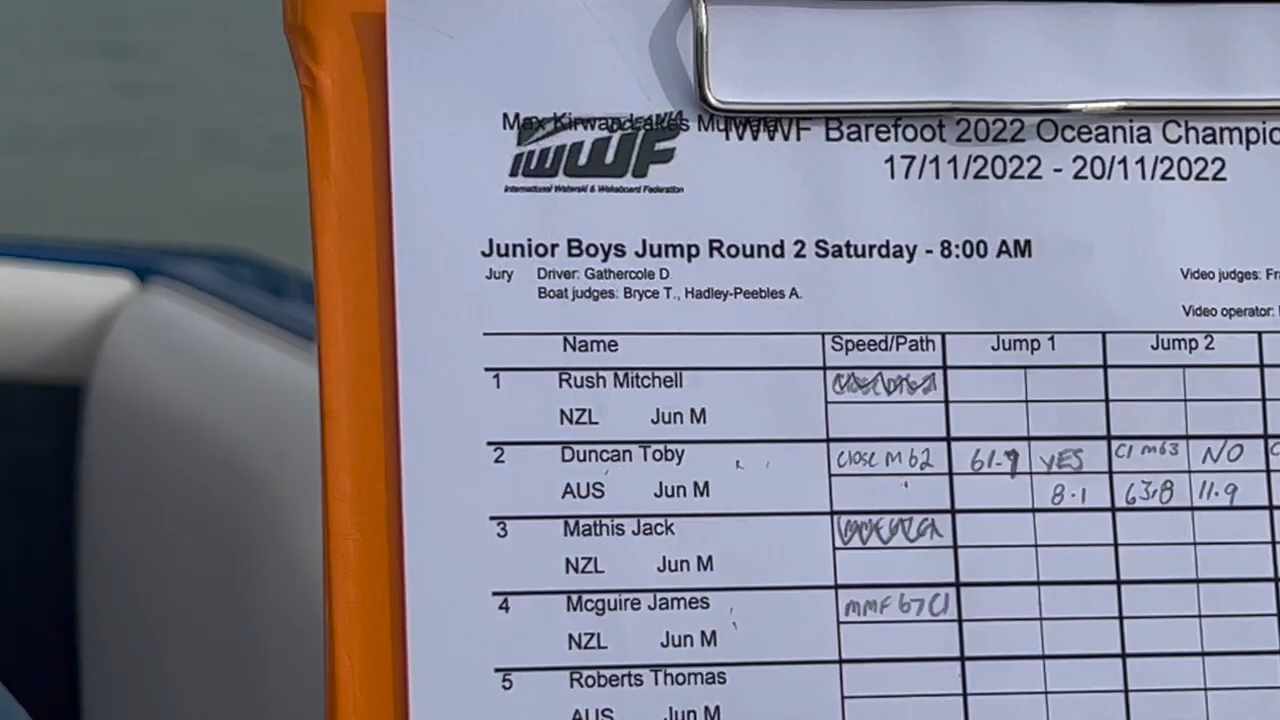 Max Kirwan Lakes IWWF Barefoot 2022 Oceania Champio
IWWF
International Waterski & Wakeboard Federation
17/11/2022 - 20/11/2022
Junior Boys Jump Round 2 Saturday - 8:00 AM
Jury Driver: Gathercole D. Video judges: Fr
Boat judges: Bryce T., Hadley-Peebles A.
Video operator:
Name Speed/Path Jump 1 Jump 2
1 Rush Mitchell
NZL Jun M
2 Duncan Toby Close M 62 61.9 YES Cl M63 NO
AUS Jun M 8.1 63.8 11.9
3 Mathis Jack
NZL Jun M
4 Mcguire James MMF 67 Cl
NZL Jun M
5 Roberts Thomas
AUS Jun M